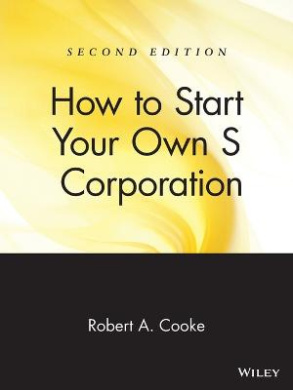 SECOND EDITION
How to Start
Your Own S
Corporation
Robert A. Cooke
WILEY